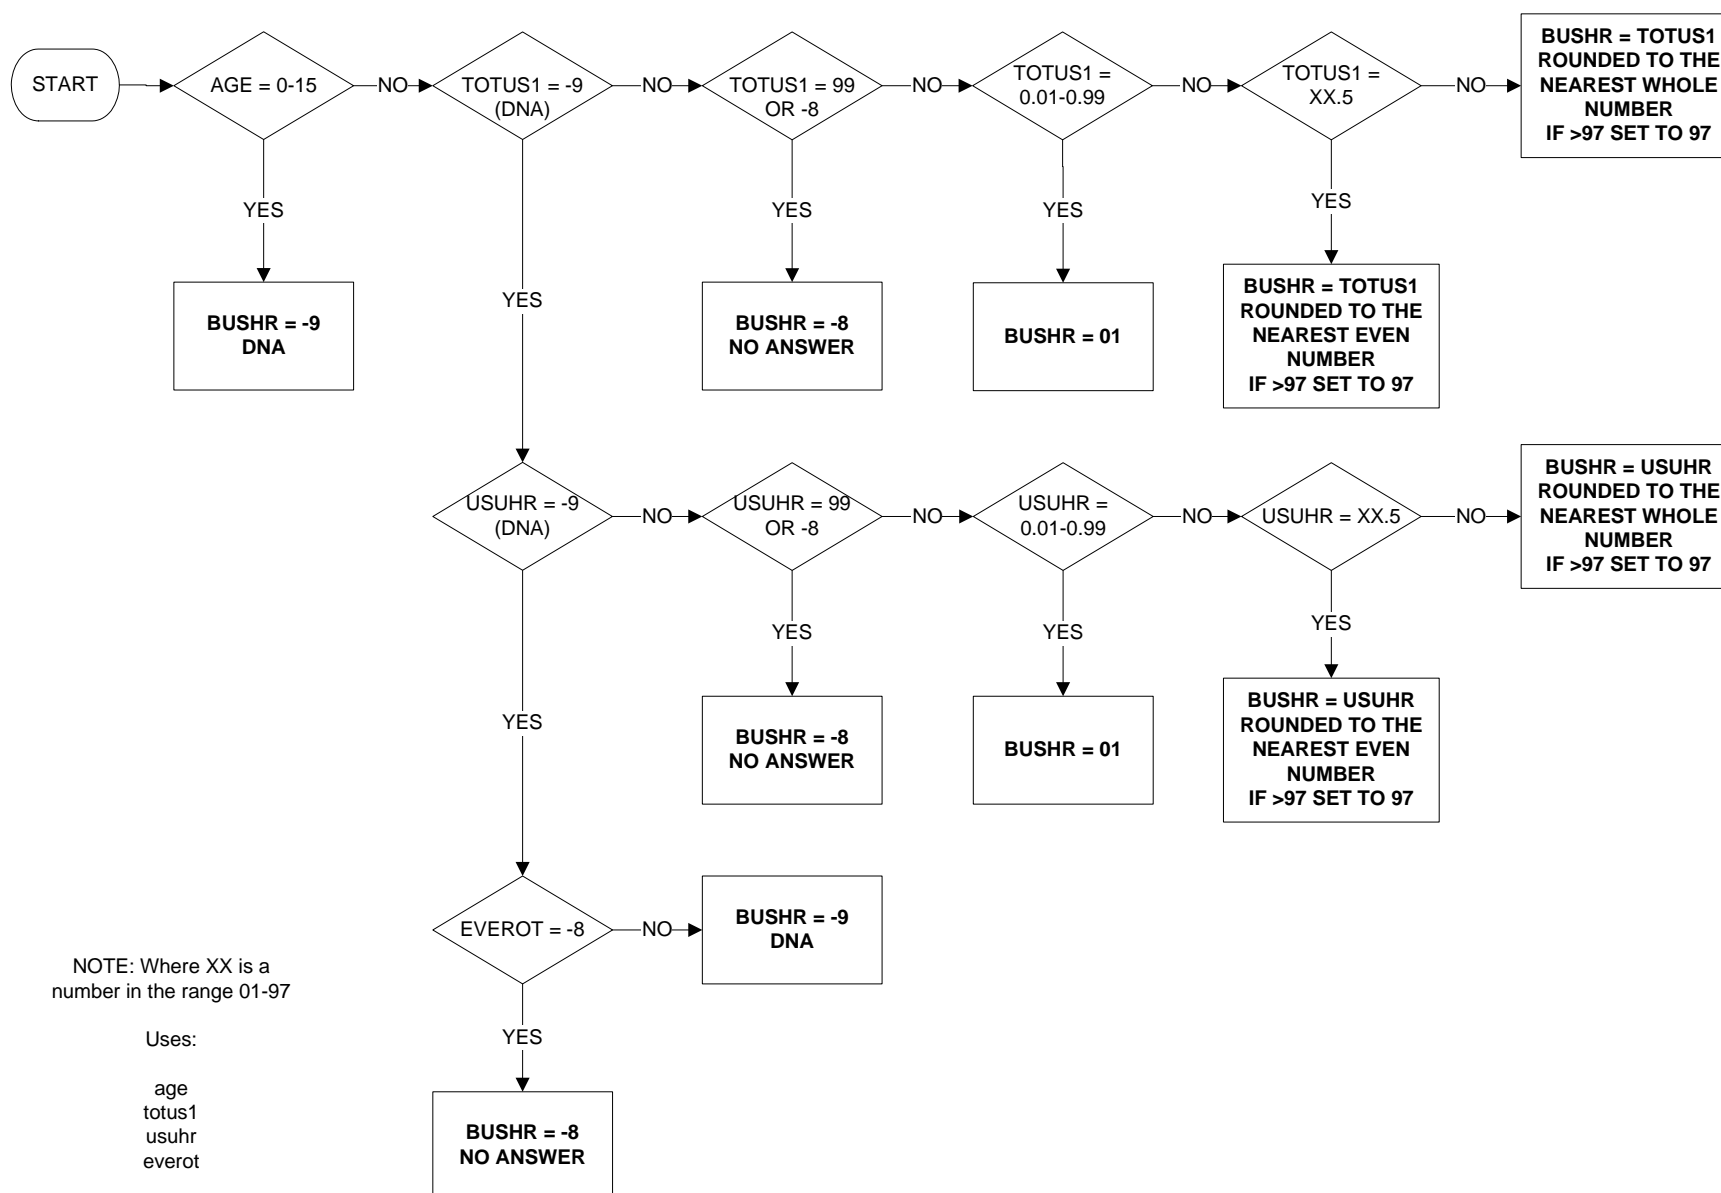 START
AGE = 0-15
NO
TOTUS1 = -9
(DNA)
NO
TOTUS1 = 99
OR -8
NO
TOTUS1 =
0.01-0.99
NO
TOTUS1 =
XX.5
NO
BUSHR = TOTUS1
ROUNDED TO THE
NEAREST WHOLE
NUMBER
IF >97 SET TO 97
YES
YES
YES
YES
YES
BUSHR = -9
DNA
BUSHR = -8
NO ANSWER
BUSHR = 01
BUSHR = TOTUS1
ROUNDED TO THE
NEAREST EVEN
NUMBER
IF >97 SET TO 97
USUHR = -9
(DNA)
NO
USUHR = 99
OR -8
NO
USUHR =
0.01-0.99
NO
USUHR = XX.5
NO
BUSHR = USUHR
ROUNDED TO THE
NEAREST WHOLE
NUMBER
IF >97 SET TO 97
YES
YES
YES
YES
BUSHR = -8
NO ANSWER
BUSHR = 01
BUSHR = USUHR
ROUNDED TO THE
NEAREST EVEN
NUMBER
IF >97 SET TO 97
EVEROT = -8
NO
BUSHR = -9
DNA
YES
BUSHR = -8
NO ANSWER
NOTE: Where XX is a
number in the range 01-97
Uses:
age
totus1
usuhr
everot